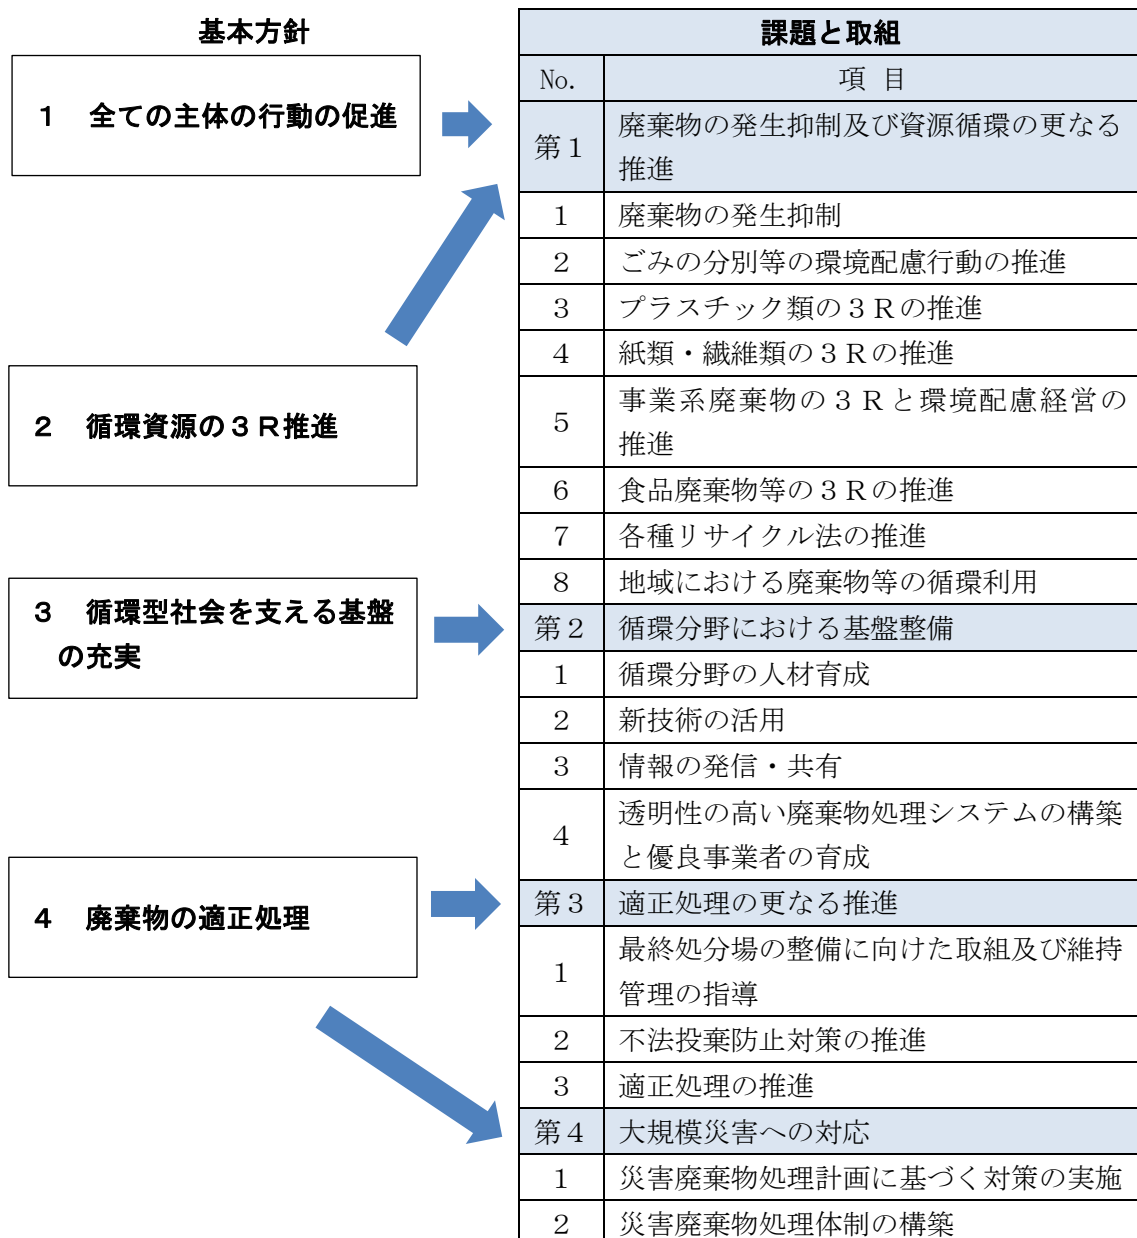 基本方針
1 全ての主体の行動の促進
2 循環資源の3R推進
3 循環型社会を支える基盤
の充実
4 廃棄物の適正処理
課題と取組
No. 項 目
第1 廃棄物の発生抑制及び資源循環の更なる
推進
1 廃棄物の発生抑制
2 ごみの分別等の環境配慮行動の推進
3 プラスチック類の3Rの推進
4 紙類・繊維類の3Rの推進
5 事業系廃棄物の3Rと環境配慮経営の
推進
6 食品廃棄物等の3Rの推進
7 各種リサイクル法の推進
8 地域における廃棄物等の循環利用
第2 循環分野における基盤整備
1 循環分野の人材育成
2 新技術の活用
3 情報の発信・共有
4 透明性の高い廃棄物処理システムの構築
と優良事業者の育成
第3 適正処理の更なる推進
1 最終処分場の整備に向けた取組及び維持
管理の指導
2 不法投棄防止対策の推進
3 適正処理の推進
第4 大規模災害への対応
1 災害廃棄物処理計画に基づく対策の実施
2 災害廃棄物処理体制の構築